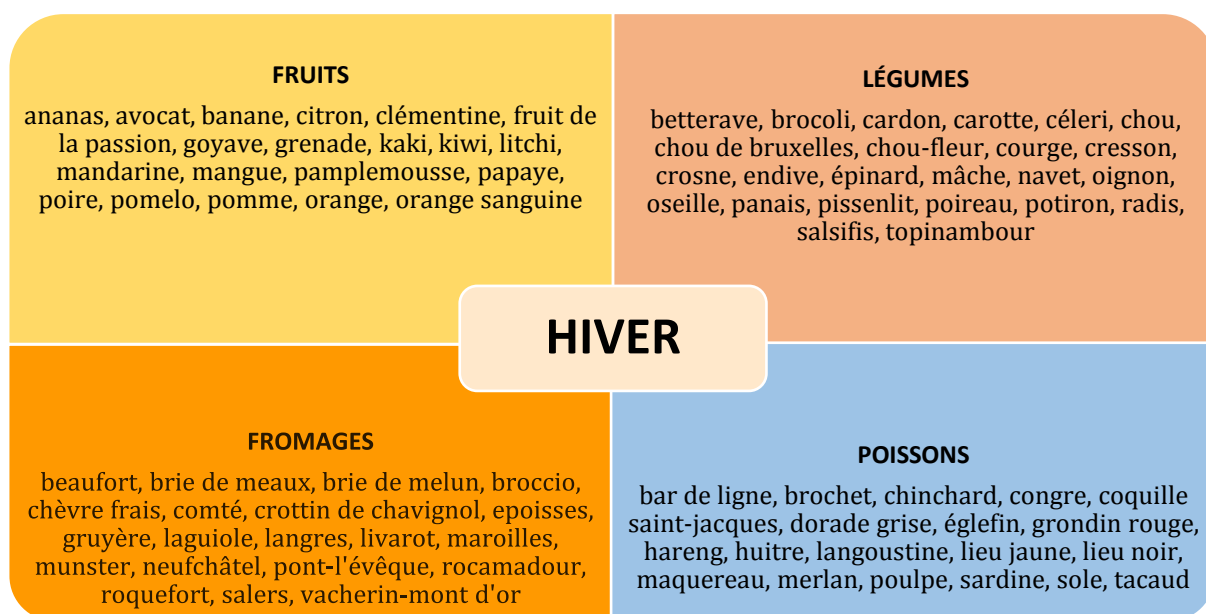 FRUITS
ananas, avocat, banane, citron, clémentine, fruit de
la passion, goyave, grenade, kaki, kiwi, litchi,
mandarine, mangue, pamplemousse, papaye,
poire, pomelo, pomme, orange, orange sanguine
LÉGUMES
betterave, brocoli, cardon, carotte, céleri, chou,
chou de bruxelles, chou-fleur, courge, cresson,
crosne, endive, épinard, mâche, navet, oignon,
oseille, panais, pissenlit, poireau, potiron, radis,
salsifis, topinambour
HIVER
FROMAGES
beaufort, brie de meaux, brie de melun, broccio,
chèvre frais, comté, crottin de chavignol, epoisses,
gruyère, laguiole, langres, livarot, maroilles,
munster, neufchâtel, pont-l'évêque, rocamadour,
roquefort, salers, vacherin-mont d'or
POISSONS
bar de ligne, brochet, chinchard, congre, coquille
saint-jacques, dorade grise, églefin, grondin rouge,
hareng, huitre, langoustine, lieu jaune, lieu noir,
maquereau, merlan, poulpe, sardine, sole, tacaud